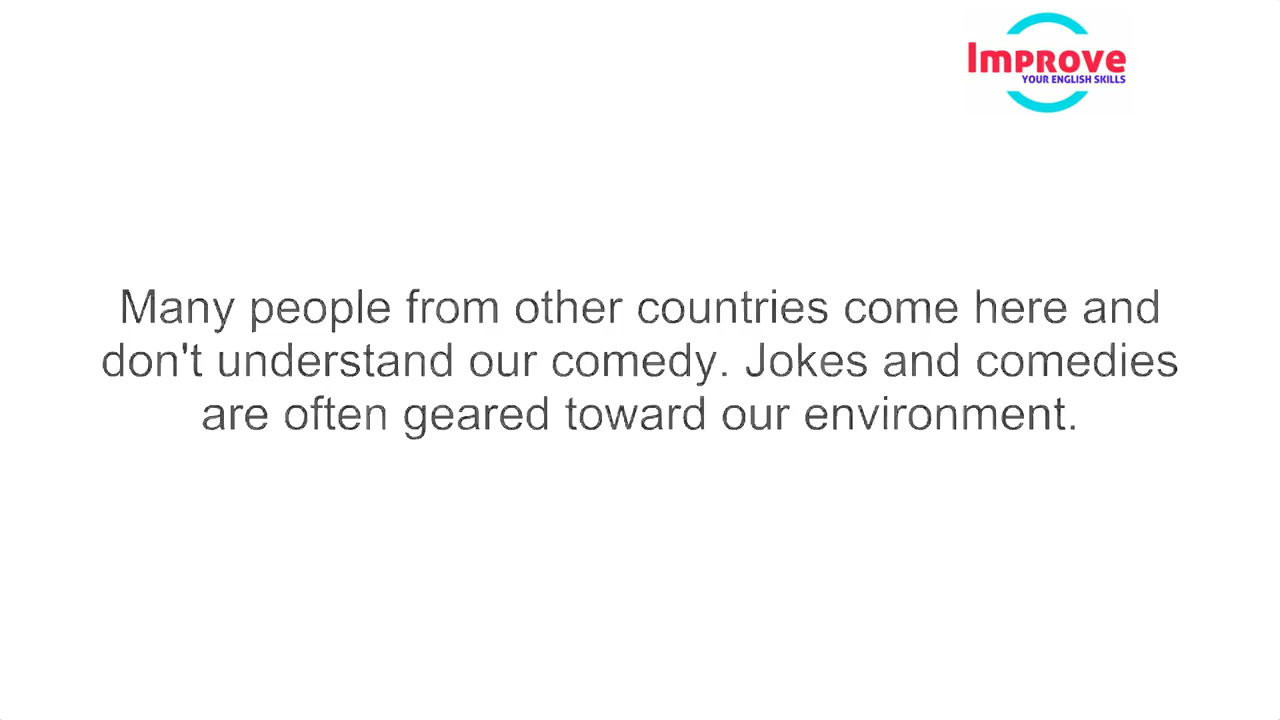 Improve
YOUR ENGLISH SKILLS
Many people from other countries come here and
don't understand our comedy. Jokes and comedies
are often geared toward our environment.